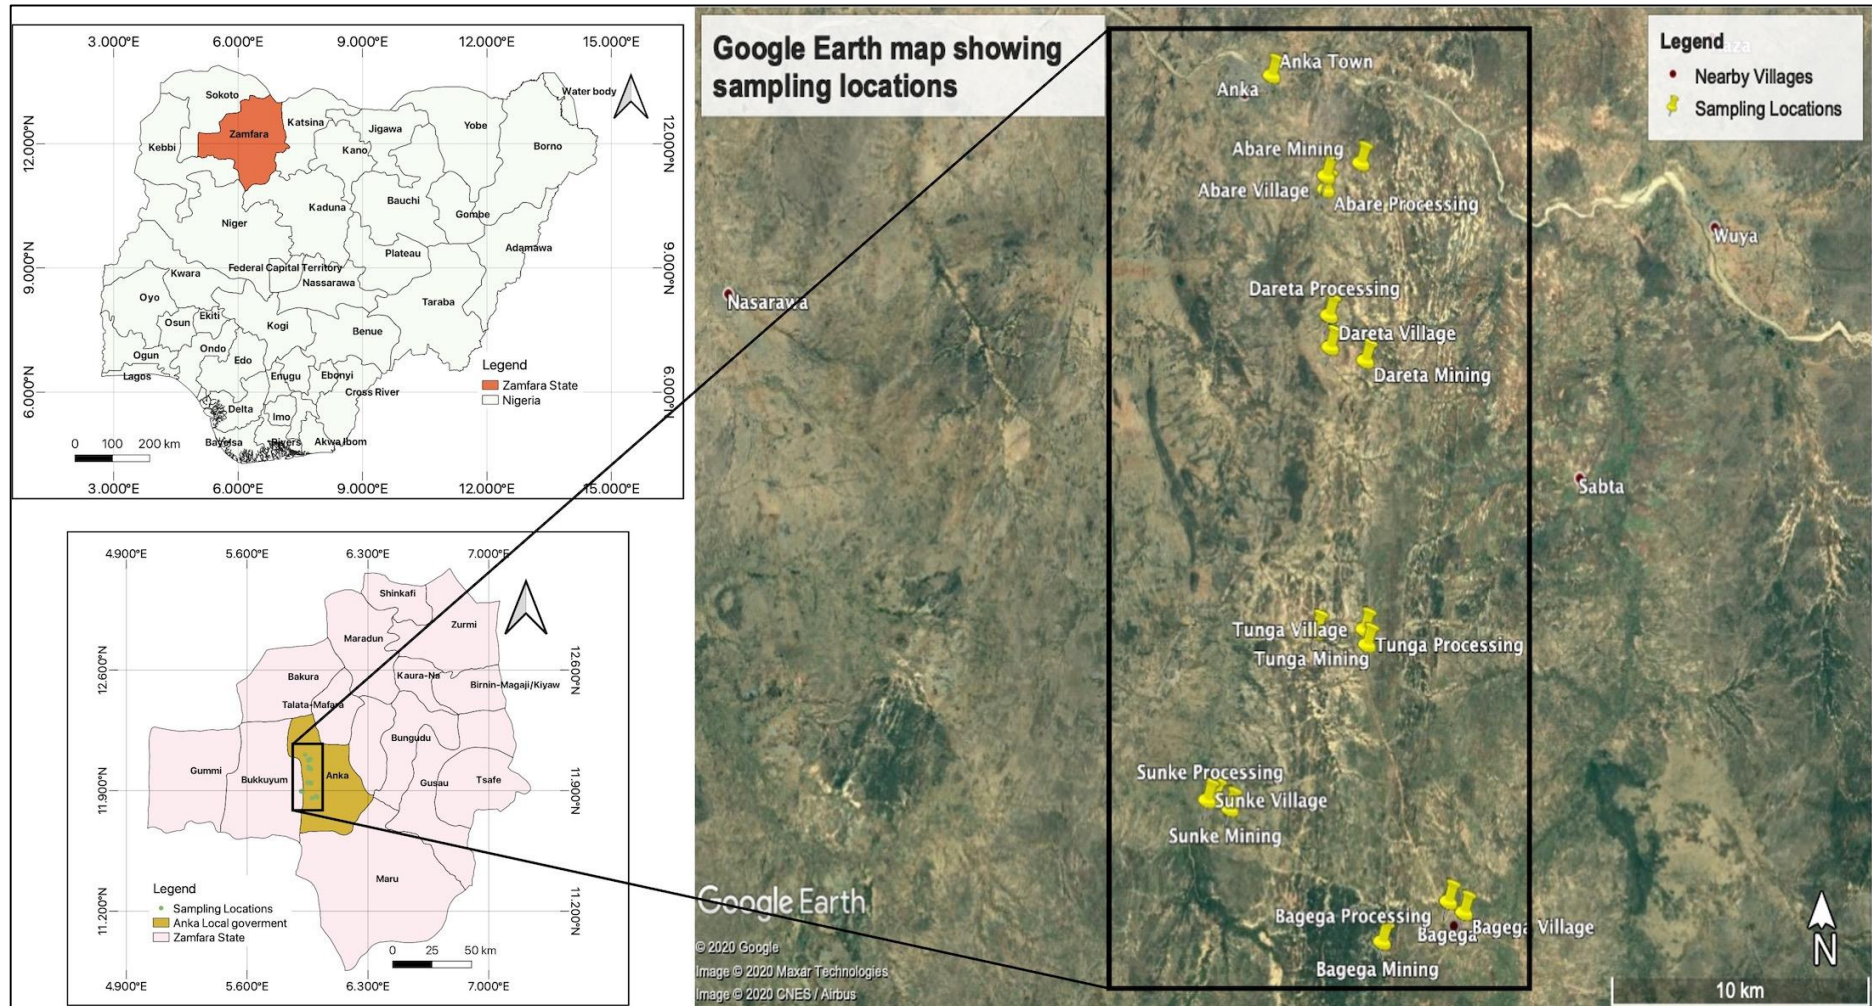 3.000°E 6.000°E 9.000°E 12.000°E 15.000°E
12.000°N
9.000°N
6.000°N
Water body
Sokoto
Zamfara
Katsina
Jigawa
Yobe
Borno
Kebbi
Kano
Kaduna
Bauchi
Gombe
Niger
Adamawa
Plateau
Federal Capital Territory
Nassarawa
Kwara
Taraba
Oyo
Ekiti
Osun
Kogi
Benue
Ondo
Edo
Ogun
Lagos
Enugu
Ebonyi
Cross River
Delta
Imo
Bayelsa
Rivers
Akwa Ibom
Legend
Zamfara State
Nigeria
0 100 200 km
12.000°N
9.000°N
6.000°N
3.000°E 6.000°E 9.000°E 12.000°E 15.000°E
4.900°E 5.600°E 6.300°E 7.000°E
12.600°N
11.900°N
11.200°N
Shinkafi
Zurmi
Maradun
Bakura
Kaura-Na
Birnin-Magaji/Kiyaw
Talata-Mafara
Bungudu
Gummi
Bukkuyum
Anka
Gusau
Tsafe
Maru
Legend
Sampling Locations
Anka Local goverment
Zamfara State
0 25 50 km
12.600°N
11.900°N
11.200°N
4.900°E 5.600°E 6.300°E 7.000°E
Google Earth map showing
sampling locations
Legend
Nearby Villages
Sampling Locations
Anka Town
Anka
Abare Mining
Abare Village
Abare Processing
Wuya
Nasarawa
Dareta Processing
Dareta Village
Dareta Mining
Sabta
Tunga Village
Tunga Processing
Tunga Mining
Sunke Processing
Sunke Village
Sunke Mining
Bagega Processing
Bagega Village
Bagega
Bagega Mining
Google Earth
© 2020 Google
Image © 2020 Maxar Technologies
Image © 2020 CNES / Airbus
N
10 km